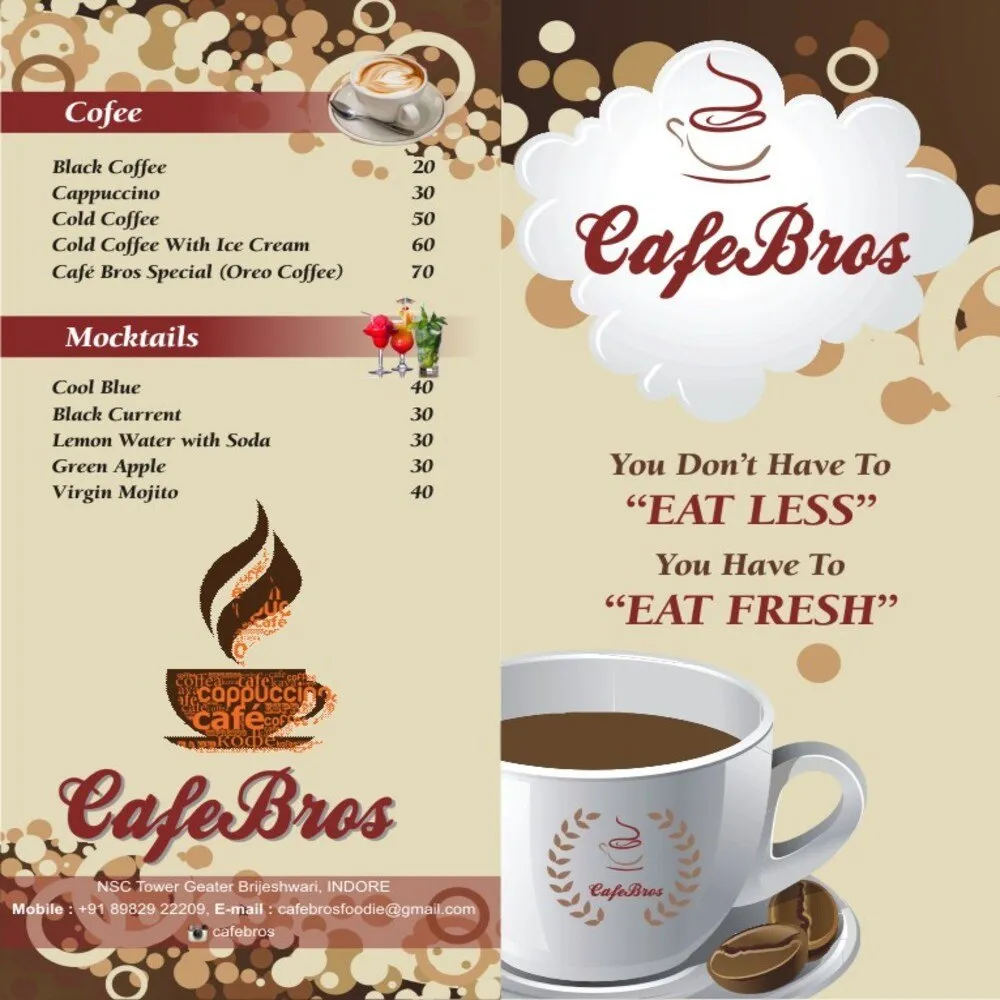 Cofee
Black Coffee 20
Cappuccino 30
Cold Coffee 50
Cold Coffee With Ice Cream 60
Café Bros Special (Oreo Coffee) 70
Mocktails
Cool Blue 40
Black Current 30
Lemon Water with Soda 30
Green Apple 30
Virgin Mojito 40
cappuccino
café
кофе
CafeBros
NSC Tower Geater Brijeshwari, INDORE
Mobile : +91 89829 22209, E-mail : cafebrosfoodie@gmail.com
cafebros
CafeBros
You Don't Have To
“EAT LESS”
You Have To
“EAT FRESH”
CafeBros